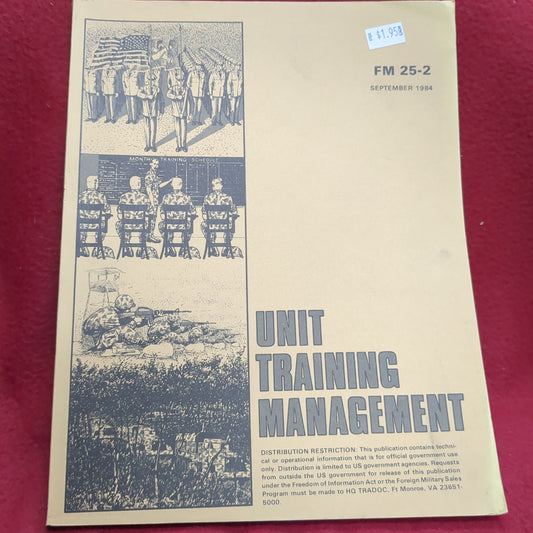 $1.95
FM 25-2
SEPTEMBER 1984
MONTHLY TRAINING SCHEDULE
UNIT
TRAINING
MANAGEMENT
DISTRIBUTION RESTRICTION: This publication contains techni-
cal or operational information that is for official government use
only. Distribution is limited to US government agencies. Requests
from outside the US government for release of this publication
under the Freedom of Information Act or the Foreign Military Sales
Program must be made to HQ TRADOC, Ft Monroe, VA 23651-
5000.